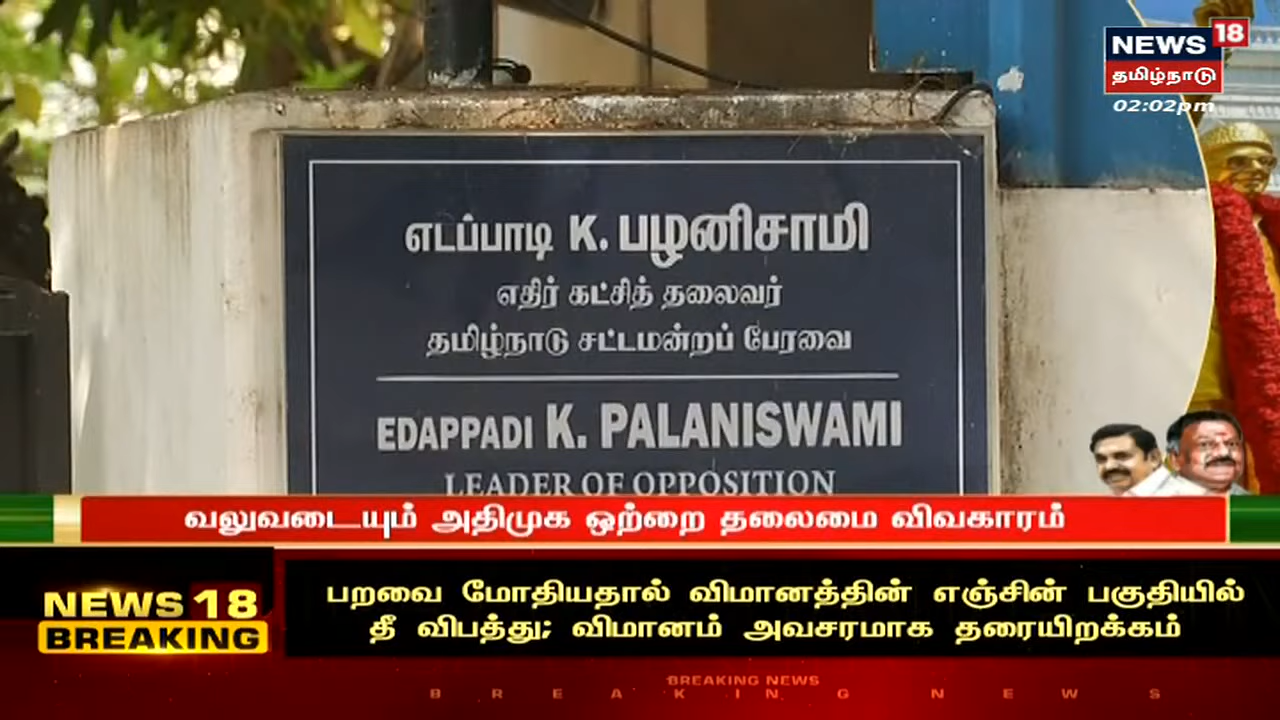 NEWS 18
தமிழ்நாடு
02:02pm
எடப்பாடி K. பழனிசாமி
எதிர் கட்சித் தலைவர்
தமிழ்நாடு சட்டமன்றப் பேரவை
EDAPPADI K. PALANISWAMI
LEADER OF OPPOSITION
வலுவடையும் அதிமுக ஒற்றை தலைமை விவகாரம்
NEWS 18
BREAKING
பறவை மோதியதால் விமானத்தின் எஞ்சின் பகுதியில்
தீ விபத்து; விமானம் அவசரமாக தரையிறக்கம்
BREAKING NEWS
BREAKING NEWS